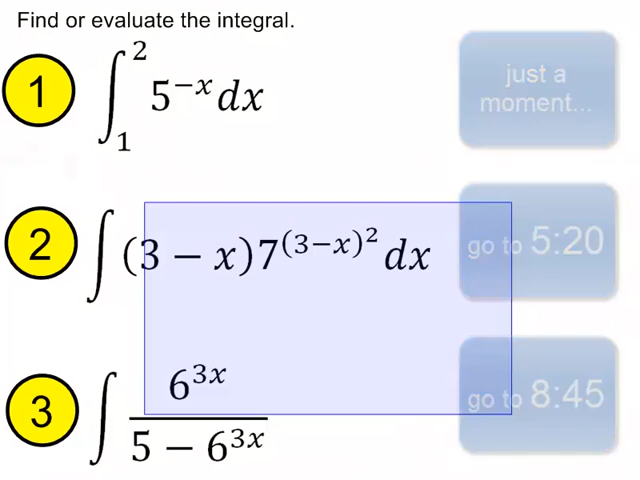 Find or evaluate the integral.
1 ∫₁² 5⁻ˣ dx
just a
moment...
2 ∫ (3 − x)7^{(3−x)²} dx
go to 5:20
3 ∫ 6^{3x} / (5 − 6^{3x})
go to 8:45